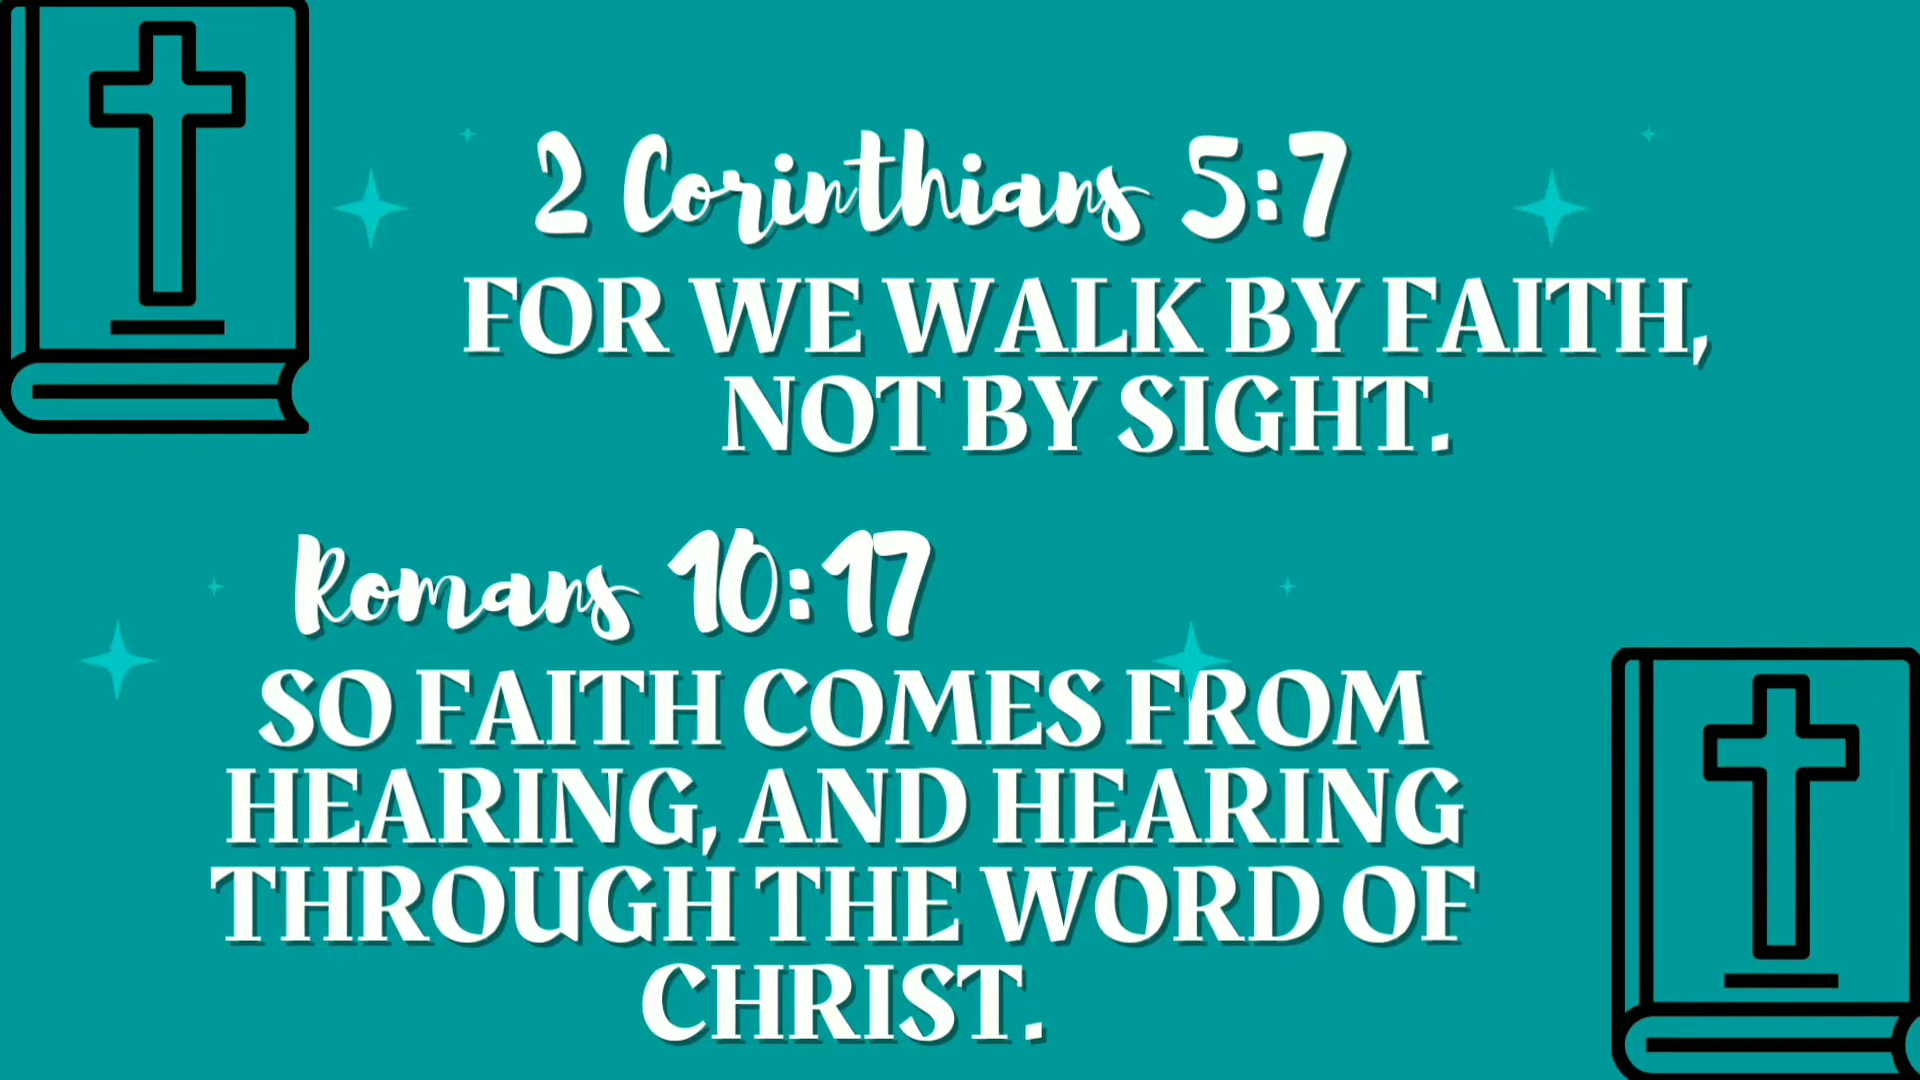 2 Corinthians 5:7
FOR WE WALK BY FAITH,
NOT BY SIGHT.
Romans 10:17
SO FAITH COMES FROM
HEARING, AND HEARING
THROUGH THE WORD OF
CHRIST.